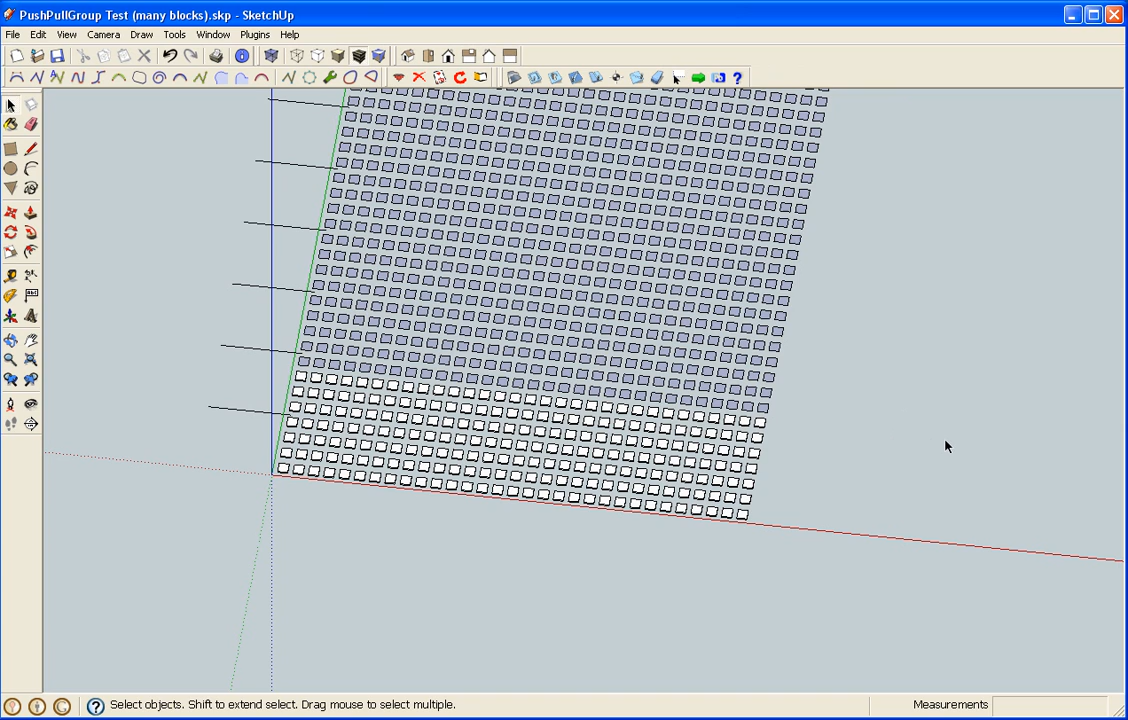 PushPullGroup Test (many blocks).skp - SketchUp
File Edit View Camera Draw Tools Window Plugins Help
Select objects. Shift to extend select. Drag mouse to select multiple. Measurements